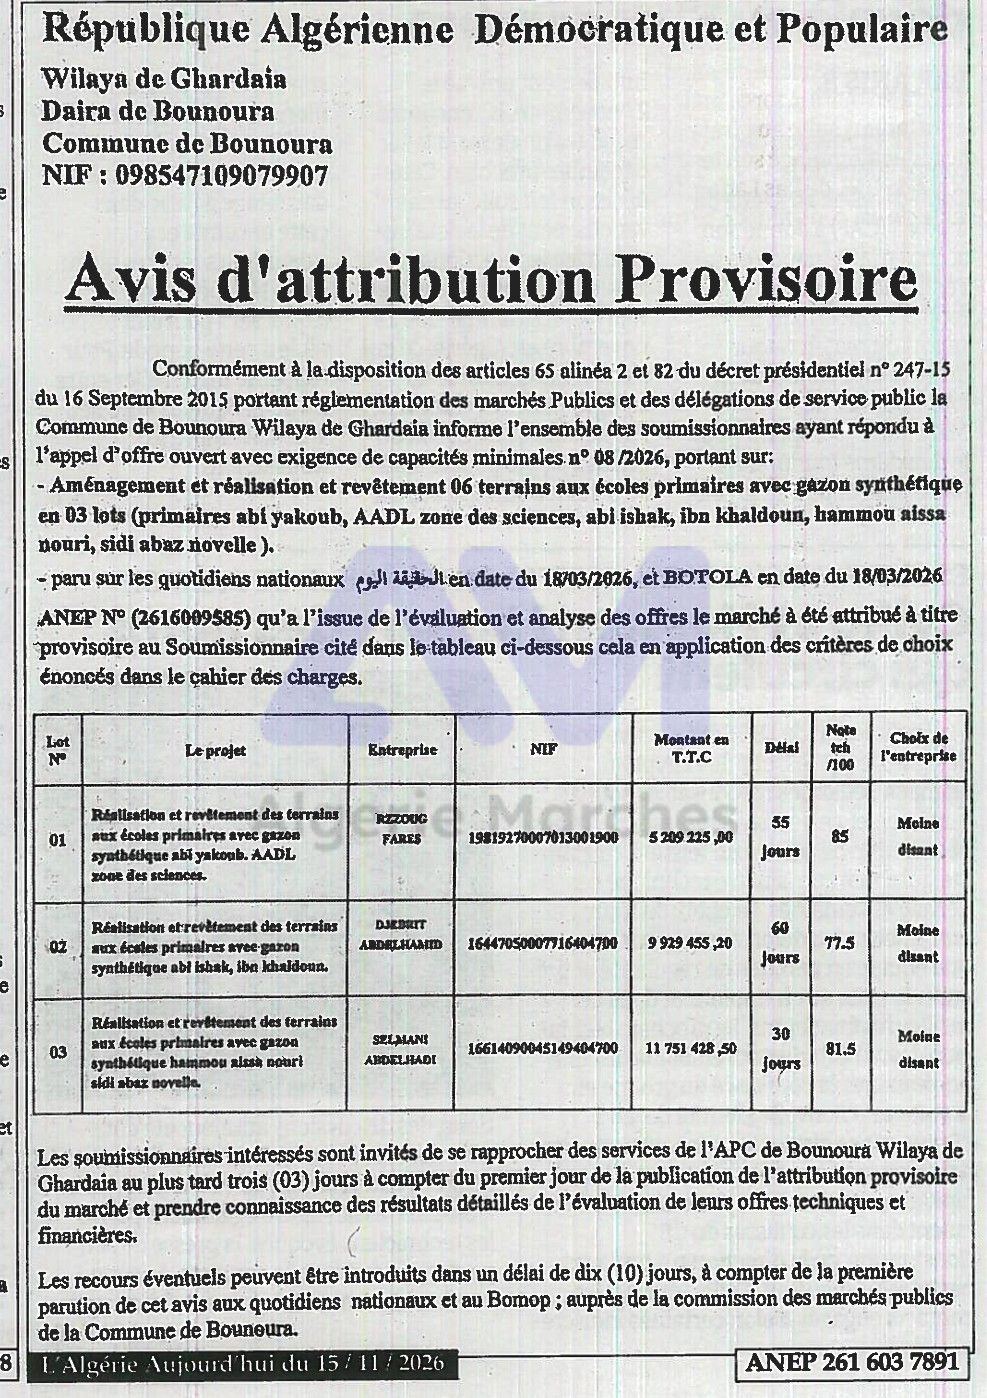 République Algérienne Démocratique et Populaire
Wilaya de Ghardaia
Daira de Bounoura
Commune de Bounoura
NIF : 098547109079907
Avis d'attribution Provisoire
Conformément à la disposition des articles 65 alinéa 2 et 82 du décret présidentiel n° 247-15
du 16 Septembre 2015 portant réglementation des marchés Publics et des délégations de service public la
Commune de Bounoura Wilaya de Ghardaia informe l'ensemble des soumissionnaires ayant répondu à
l'appel d'offre ouvert avec exigence de capacités minimales n° 08 /2026, portant sur:
- Aménagement et réalisation et revêtement 06 terrains aux écoles primaires avec gazon synthétique
en 03 lots (primaires abi yakoub, AADL zone des sciences, abi ishak, ibn khaldoun, hammou aissa
nouri, sidi abaz novelle ).
- paru sur les quotidiens nationaux الحقيقة اليوم en date du 18/03/2026, et BOTOLA en date du 18/03/2026
ANEP N° (2616009585) qu'a l'issue de l'évaluation et analyse des offres le marché à été attribué à titre
provisoire au Soumissionnaire cité dans le tableau ci-dessous cela en application des critères de choix
énoncés dans le cahier des charges.
Lot N° | Le projet | Entreprise | NIF | Montant en T.T.C | Délai | Note tch /100 | Choix de l'entreprise
01 | Réalisation et revêtement des terrains aux écoles primaires avec gazon synthétique abi yakoub. AADL zone des sciences. | RZZOUG FARES | 19819270007013001900 | 5 209 225 ,00 | 55 jours | 85 | Moine disant
02 | Réalisation et revêtement des terrains aux écoles primaires avec gazon synthétique abi ishak, ibn khaldoun. | DJEBRIT ABDELHAMID | 16447050007716404700 | 9 929 455 ,20 | 60 jours | 77.5 | Moine disant
03 | Réalisation et revêtement des terrains aux écoles primaires avec gazon synthétique hammou aissa nouri sidi abaz novelle. | SELMANI ABDELHADI | 16614090045149404700 | 11 751 428 ,50 | 30 jours | 81.5 | Moine disant
Algérie Marches
Les soumissionnaires intéressés sont invités de se rapprocher des services de l'APC de Bounoura Wilaya de
Ghardaia au plus tard trois (03) jours à compter du premier jour de la publication de l'attribution provisoire
du marché et prendre connaissance des résultats détaillés de l'évaluation de leurs offres techniques et
financières.
Les recours éventuels peuvent être introduits dans un délai de dix (10) jours, à compter de la première
parution de cet avis aux quotidiens nationaux et au Bomop ; auprès de la commission des marchés publics
de la Commune de Bounoura.
L'Algérie Aujourd'hui du 15 / 11 / 2026
ANEP 261 603 7891